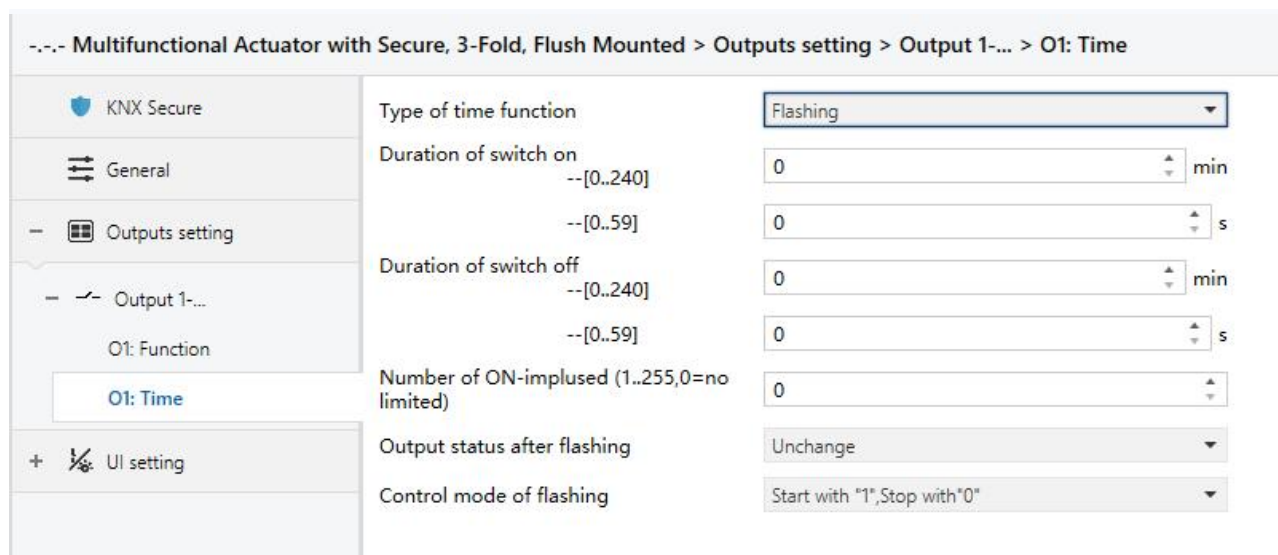 -.-.- Multifunctional Actuator with Secure, 3-Fold, Flush Mounted > Outputs setting > Output 1-... > O1: Time
KNX Secure
General
Outputs setting
Output 1-...
O1: Function
O1: Time
UI setting
Type of time function
Flashing
Duration of switch on
--[0..240]
0
min
--[0..59]
0
s
Duration of switch off
--[0..240]
0
min
--[0..59]
0
s
Number of ON-implused (1..255,0=no
limited)
0
Output status after flashing
Unchange
Control mode of flashing
Start with "1",Stop with"0"